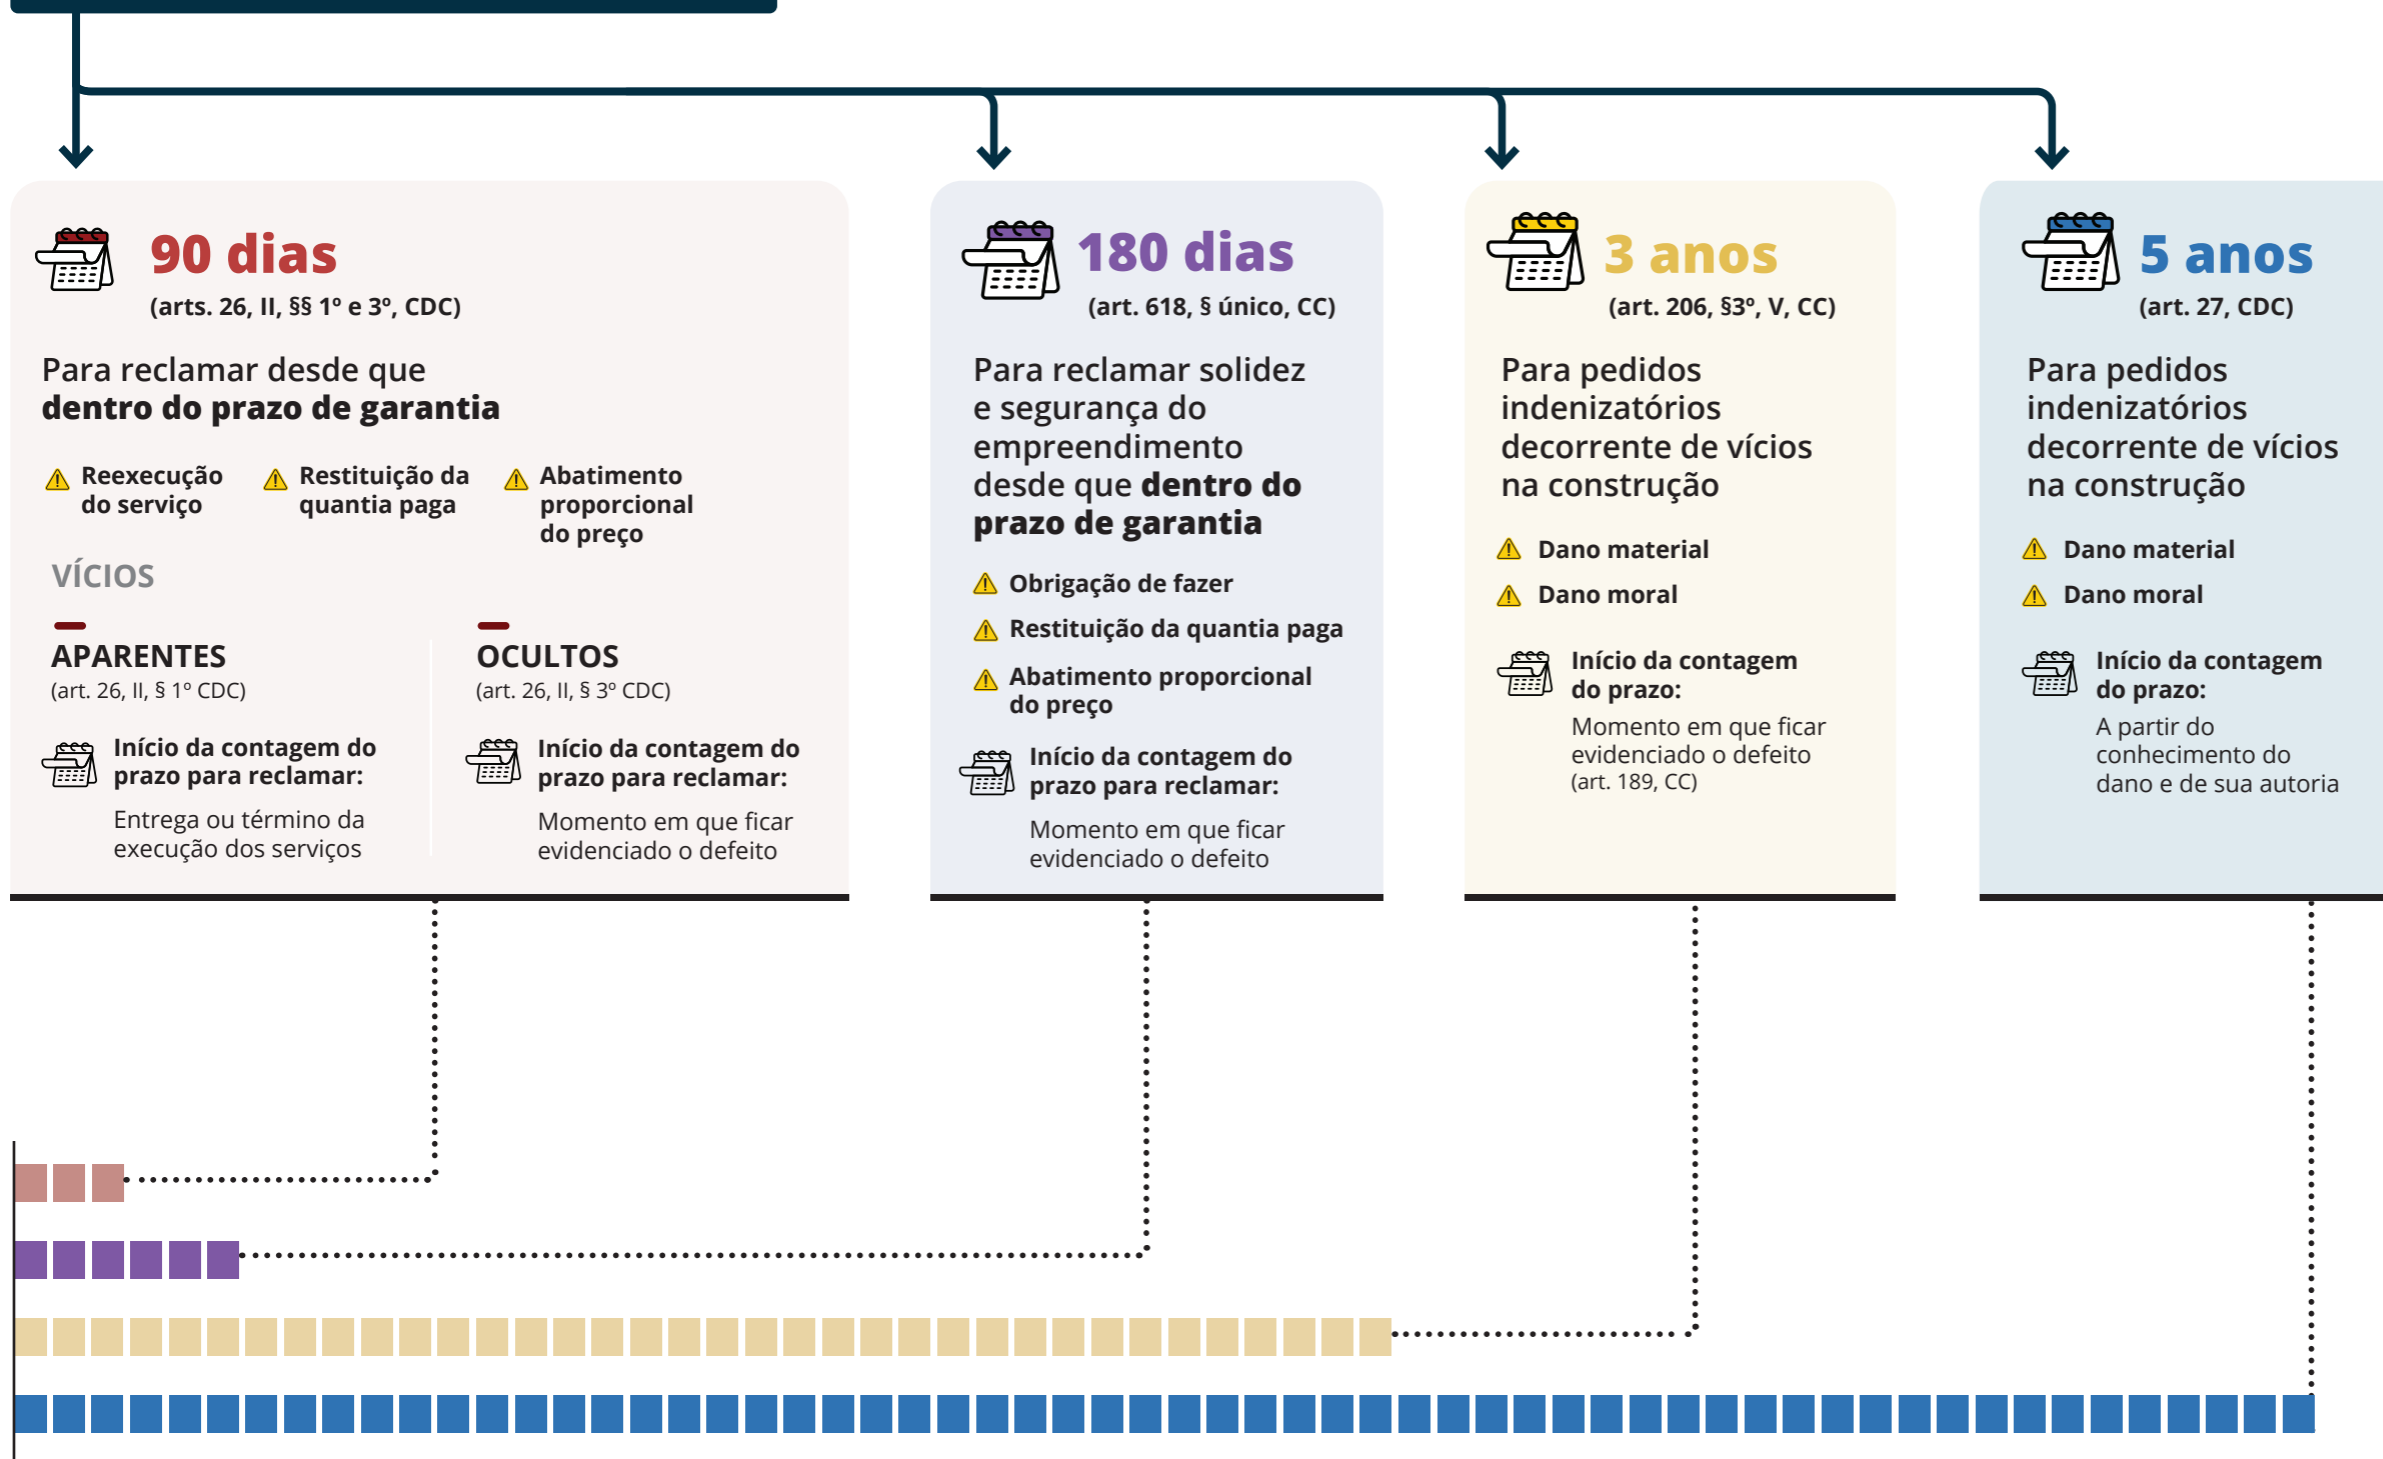 90 dias
(arts. 26, II, §§ 1º e 3º, CDC)
Para reclamar desde que
dentro do prazo de garantia
Reexecução
do serviço
Restituição da
quantia paga
Abatimento
proporcional
do preço
VÍCIOS
APARENTES
(art. 26, II, § 1º CDC)
Início da contagem do
prazo para reclamar:
Entrega ou término da
execução dos serviços
OCULTOS
(art. 26, II, § 3º CDC)
Início da contagem do
prazo para reclamar:
Momento em que ficar
evidenciado o defeito
180 dias
(art. 618, § único, CC)
Para reclamar solidez
e segurança do
empreendimento
desde que dentro do
prazo de garantia
Obrigação de fazer
Restituição da quantia paga
Abatimento proporcional
do preço
Início da contagem do
prazo para reclamar:
Momento em que ficar
evidenciado o defeito
3 anos
(art. 206, §3º, V, CC)
Para pedidos
indenizatórios
decorrente de vícios
na construção
Dano material
Dano moral
Início da contagem
do prazo:
Momento em que ficar
evidenciado o defeito
(art. 189, CC)
5 anos
(art. 27, CDC)
Para pedidos
indenizatórios
decorrente de vícios
na construção
Dano material
Dano moral
Início da contagem
do prazo:
A partir do
conhecimento do
dano e de sua autoria